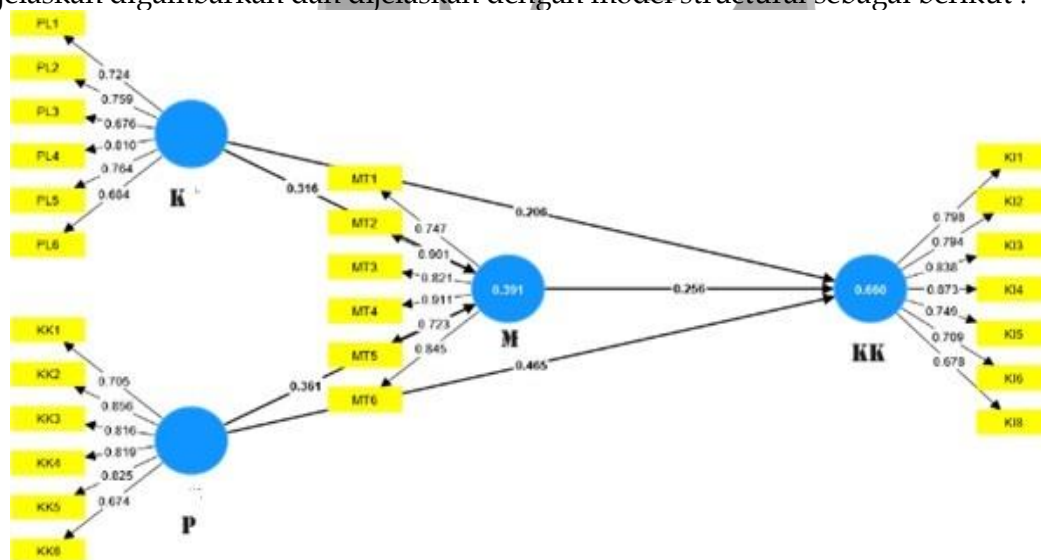 dijelaskan digambarkan dan dijelaskan dengan model structural sebagai berikut :
PL1
PL2
PL3
PL4
PL5
PL6
0.724
0.759
0.676
0.810
0.764
0.684
K
KK1
KK2
KK3
KK4
KK5
KK6
0.705
0.856
0.816
0.819
0.825
0.674
P
0.316
0.361
0.206
0.256
0.465
MT1
MT2
MT3
MT4
MT5
MT6
0.747
0.901
0.821
0.911
0.723
0.845
0.391
M
0.660
KK
0.798
0.794
0.838
0.873
0.749
0.709
0.678
KI1
KI2
KI3
KI4
KI5
KI6
KI8